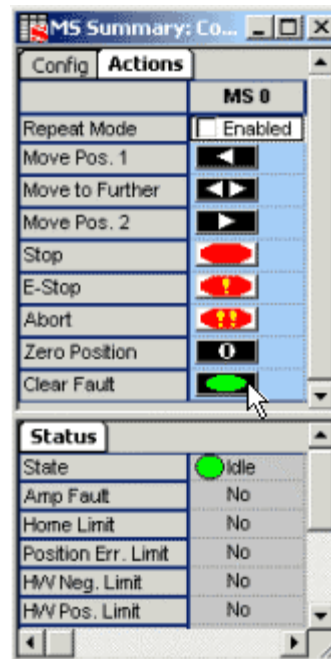 MS Summary: Co...
Config Actions
MS 0
Repeat Mode Enabled
Move Pos. 1
Move to Further
Move Pos. 2
Stop
E-Stop !
Abort !!
Zero Position 0
Clear Fault
Status
State Idle
Amp Fault No
Home Limit No
Position Err. Limit No
HW Neg. Limit No
HW Pos. Limit No